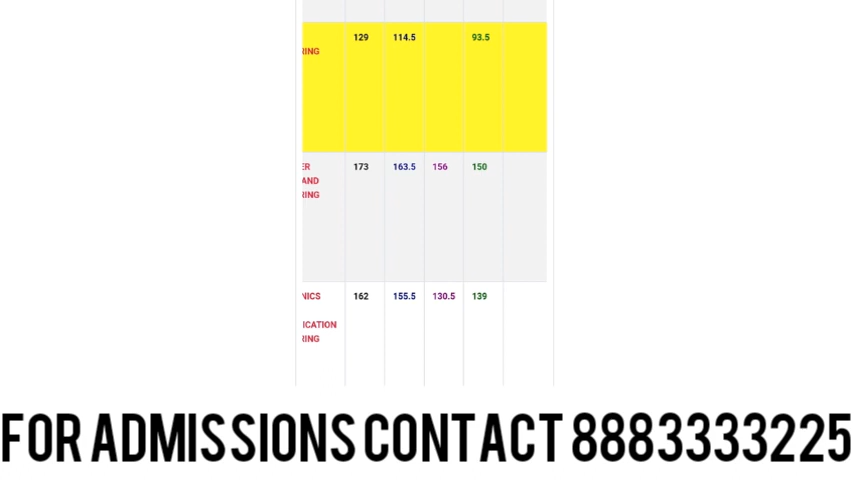 129 114.5 93.5
RING
ER 173 163.5 156 150
AND
RING
NICS 162 155.5 130.5 139
ICATION
RING
FOR ADMISSIONS CONTACT 8883333225